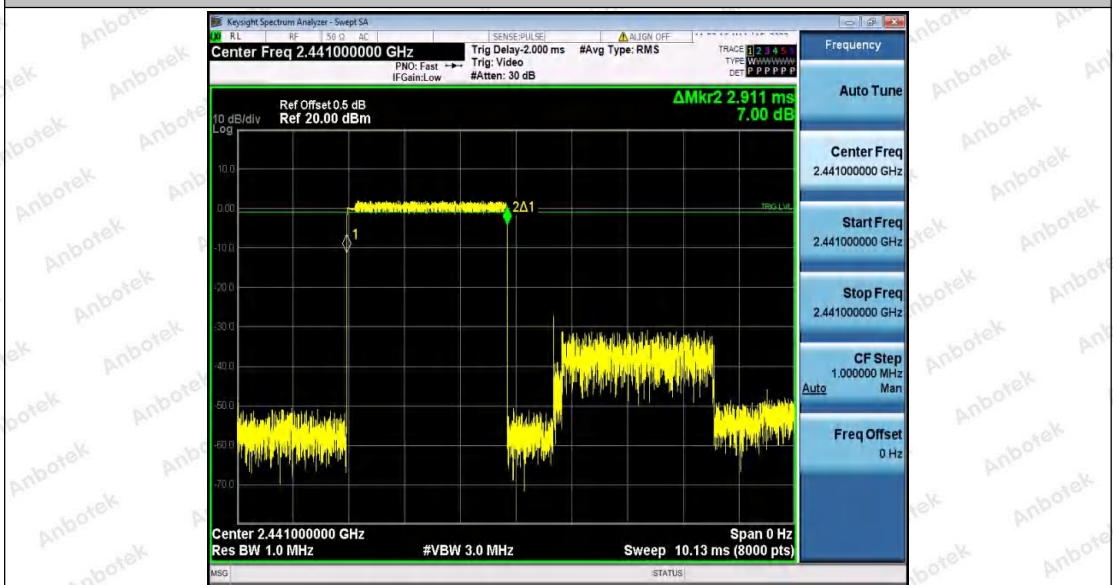 Keysight Spectrum Analyzer - Swept SA
RL RF 50 Ω AC SENSE:PULSE ALIGN OFF
Center Freq 2.441000000 GHz
PNO: Fast
IFGain:Low
Trig Delay-2.000 ms
Trig: Video
#Atten: 30 dB
#Avg Type: RMS
TRACE 1 2 3 4 5 6
TYPE WWWWWW
DET P P P P P P
ΔMkr2 2.911 ms
7.00 dB
Ref Offset 0.5 dB
10 dB/div Ref 20.00 dBm
Log
10.0
0.00
-10.0
-20.0
-30.0
-40.0
-50.0
-60.0
-70.0
2Δ1
1
TRIG LVL
Center 2.441000000 GHz
Span 0 Hz
Res BW 1.0 MHz
#VBW 3.0 MHz
Sweep 10.13 ms (8000 pts)
MSG
STATUS
Frequency
Auto Tune
Center Freq
2.441000000 GHz
Start Freq
2.441000000 GHz
Stop Freq
2.441000000 GHz
CF Step
1.000000 MHz
Auto Man
Freq Offset
0 Hz
Anbotek